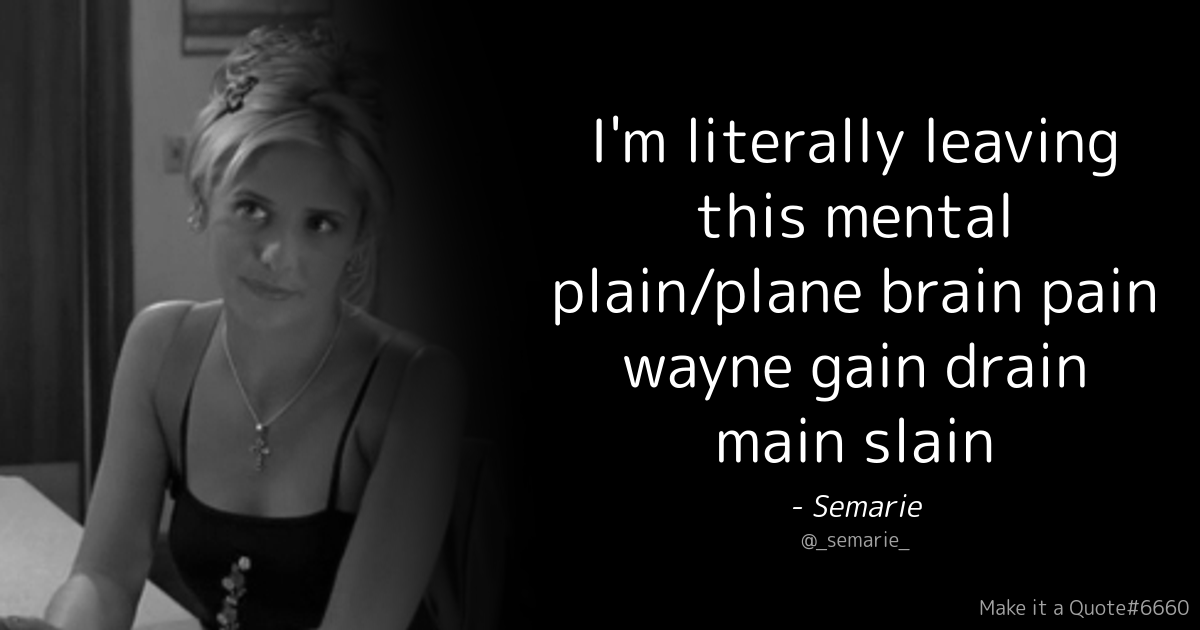 I'm literally leaving
this mental
plain/plane brain pain
wayne gain drain
main slain
- Semarie
@_semarie_
Make it a Quote#6660